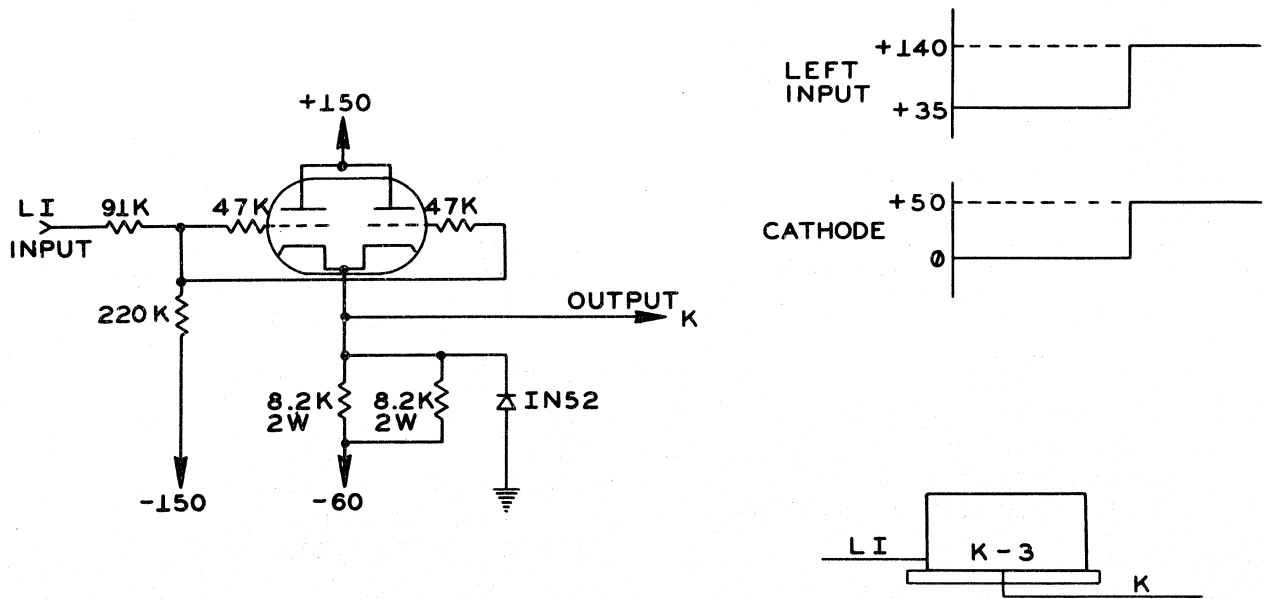 +150
LI
INPUT
91K
47K
47K
220K
-150
OUTPUT
K
8.2K
2W
8.2K
2W
IN52
-60
LEFT
INPUT
+140
+35
CATHODE
+50
0
LI
K-3
K